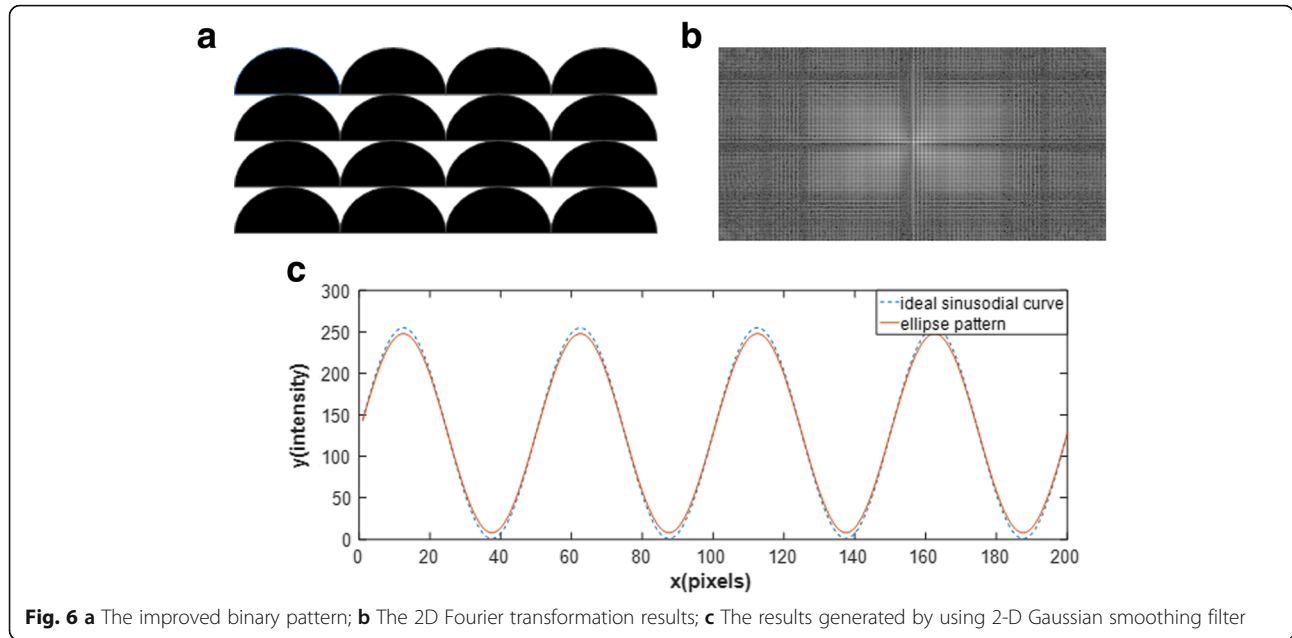 a
b
c
300
250
200
150
100
50
0
y(intensity)
ideal sinusodial curve
ellipse pattern
0 20 40 60 80 100 120 140 160 180 200
x(pixels)
Fig. 6 a The improved binary pattern; b The 2D Fourier transformation results; c The results generated by using 2-D Gaussian smoothing filter